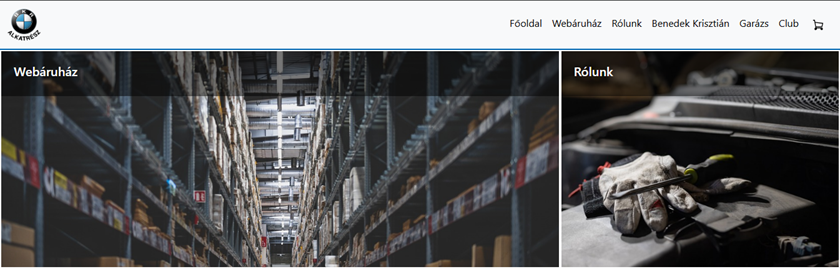 ALKATRÉSZ
Főoldal Webáruház Rólunk Benedek Krisztián Garázs Club
Webáruház
Rólunk